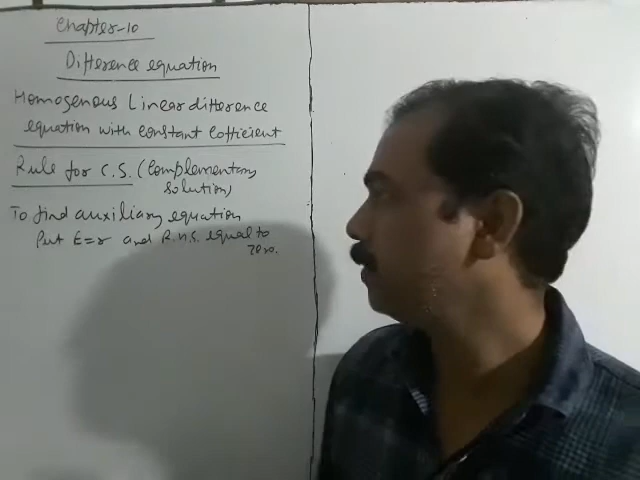 Chapter-10
Difference equation
Homogenous Linear difference
equation with constant Cofficient
Rule for C.S. (Complementary
solution)
To find auxiliary equation
Put E=r and R.H.S. equal to
zero.